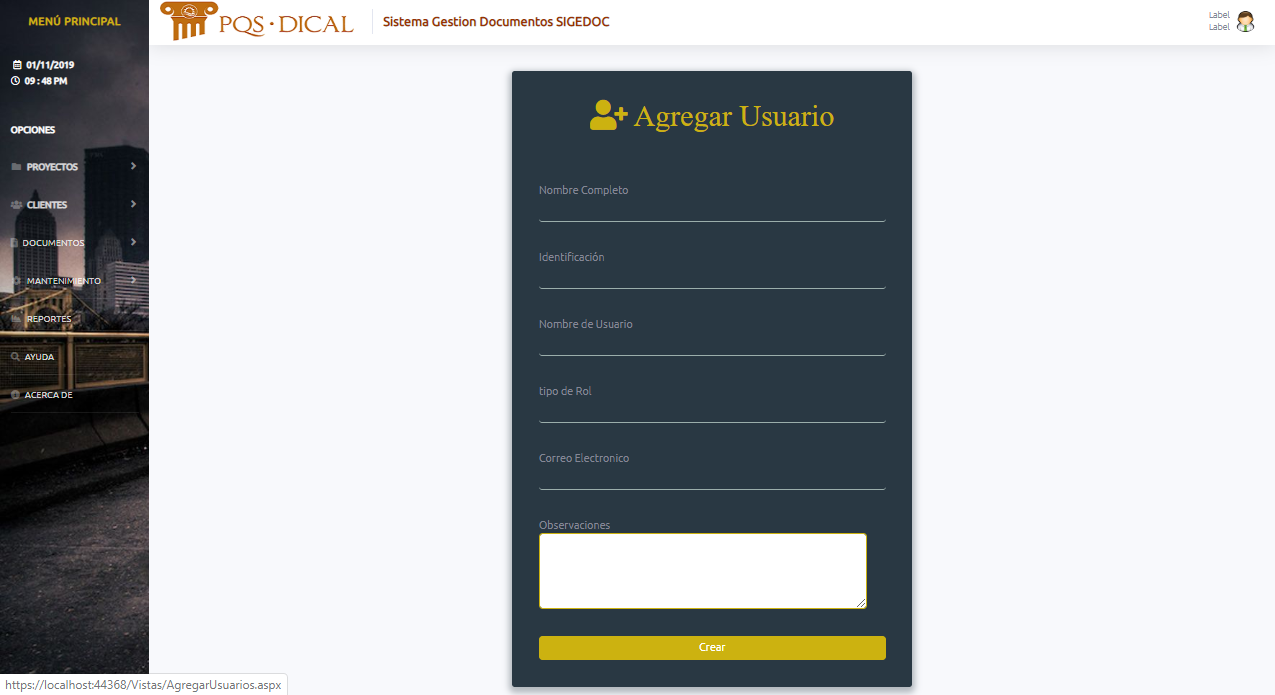 MENÚ PRINCIPAL
01/11/2019
09 : 48 PM
OPCIONES
PROYECTOS
CLIENTES
DOCUMENTOS
MANTENIMIENTO
REPORTES
AYUDA
ACERCA DE
PQS · DICAL
Sistema Gestion Documentos SIGEDOC
Label
Label
Agregar Usuario
Nombre Completo
Identificación
Nombre de Usuario
tipo de Rol
Correo Electronico
Observaciones
Crear
https://localhost:44368/Vistas/AgregarUsuarios.aspx